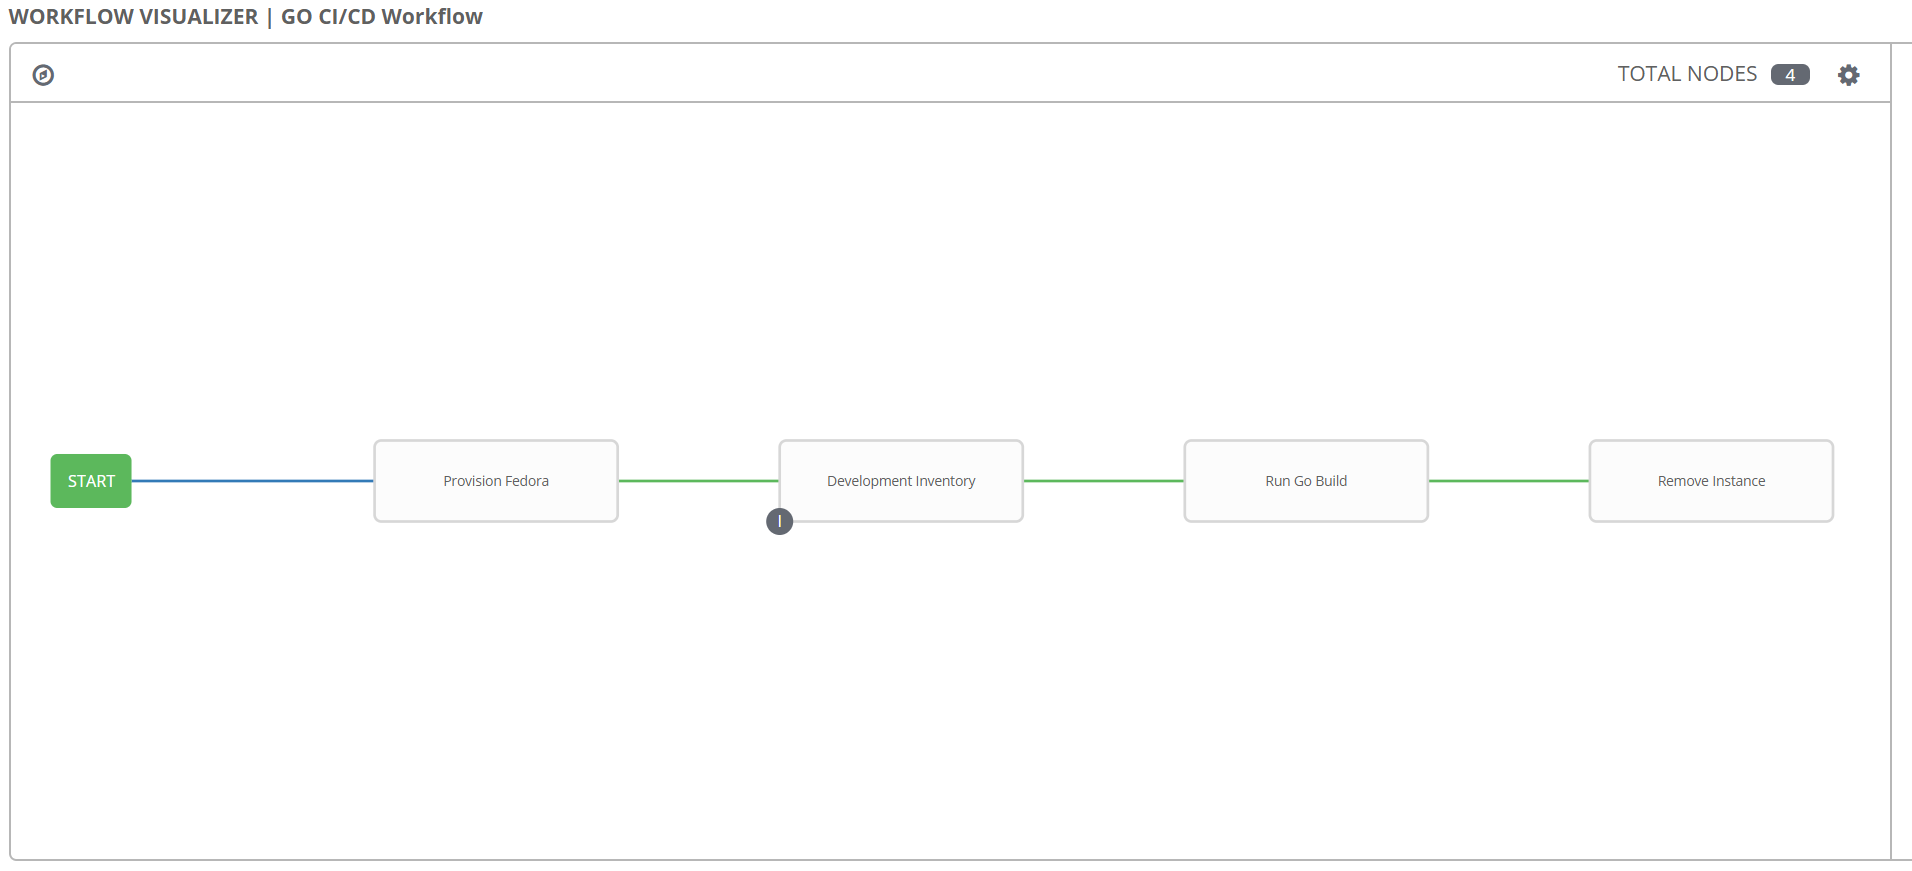 WORKFLOW VISUALIZER | GO CI/CD Workflow
TOTAL NODES 4
START
Provision Fedora
Development Inventory
I
Run Go Build
Remove Instance